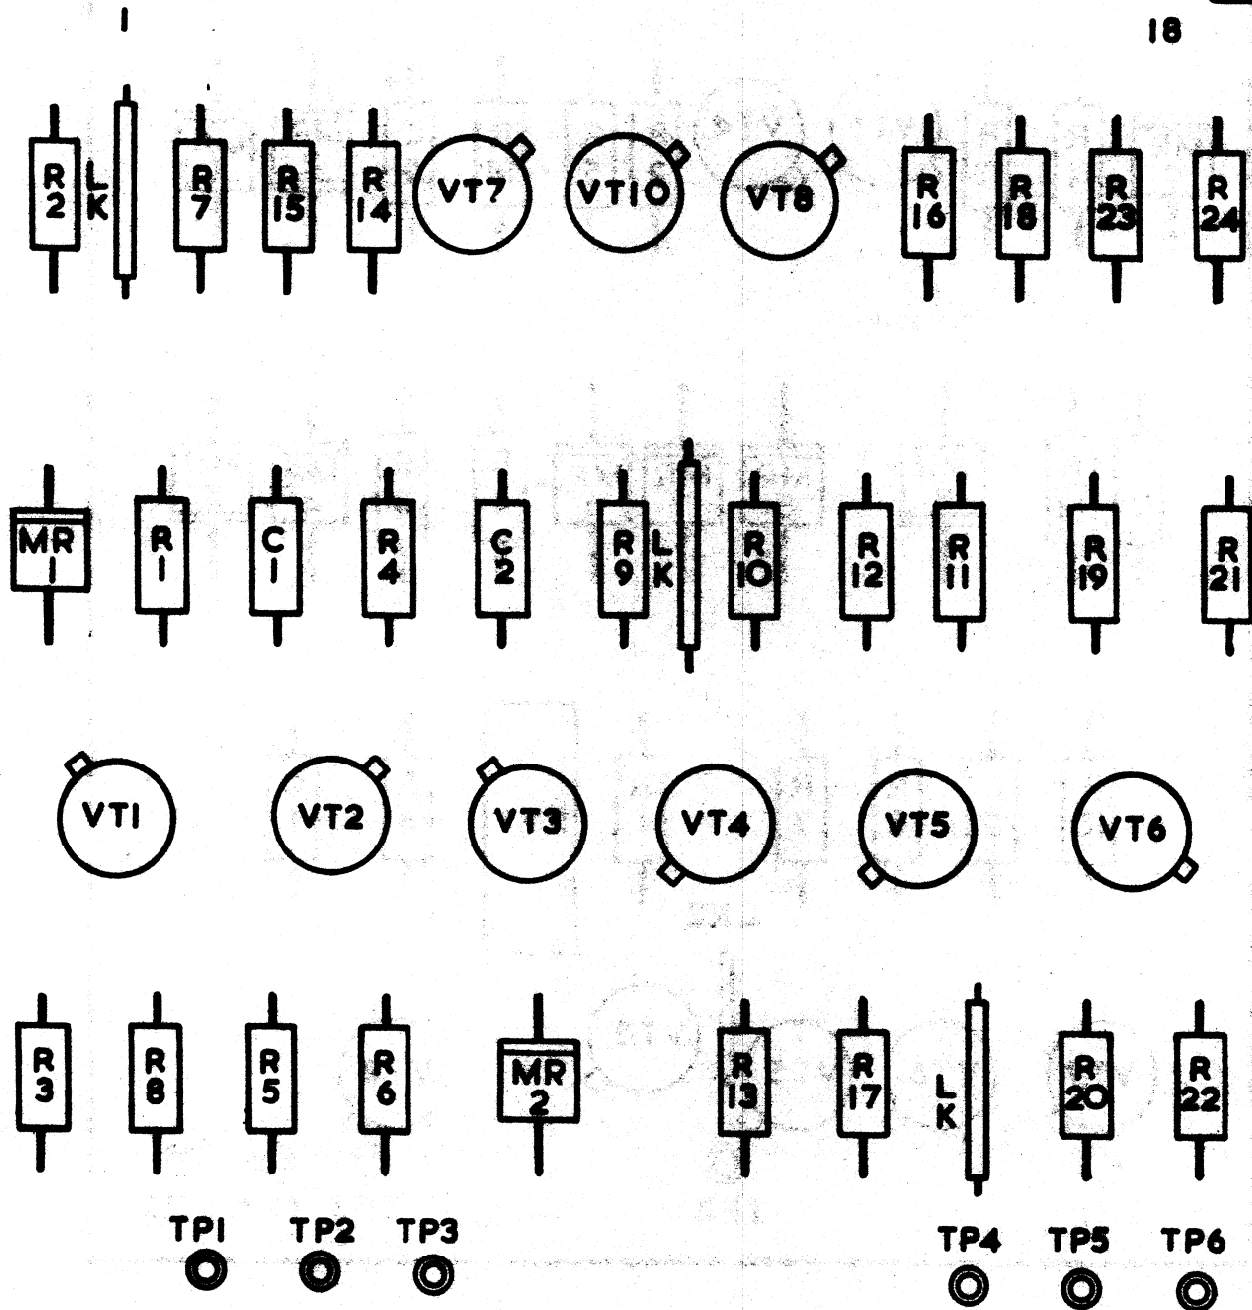 1 18
R2 LK R7 R15 R14 VT7 VT10 VT8 R16 R18 R23 R24
MR1 R1 C1 R4 C2 R9 LK R10 R12 R11 R19 R21
VT1 VT2 VT3 VT4 VT5 VT6
R3 R8 R5 R6 MR2 R13 R17 LK R20 R22
TP1 TP2 TP3 TP4 TP5 TP6